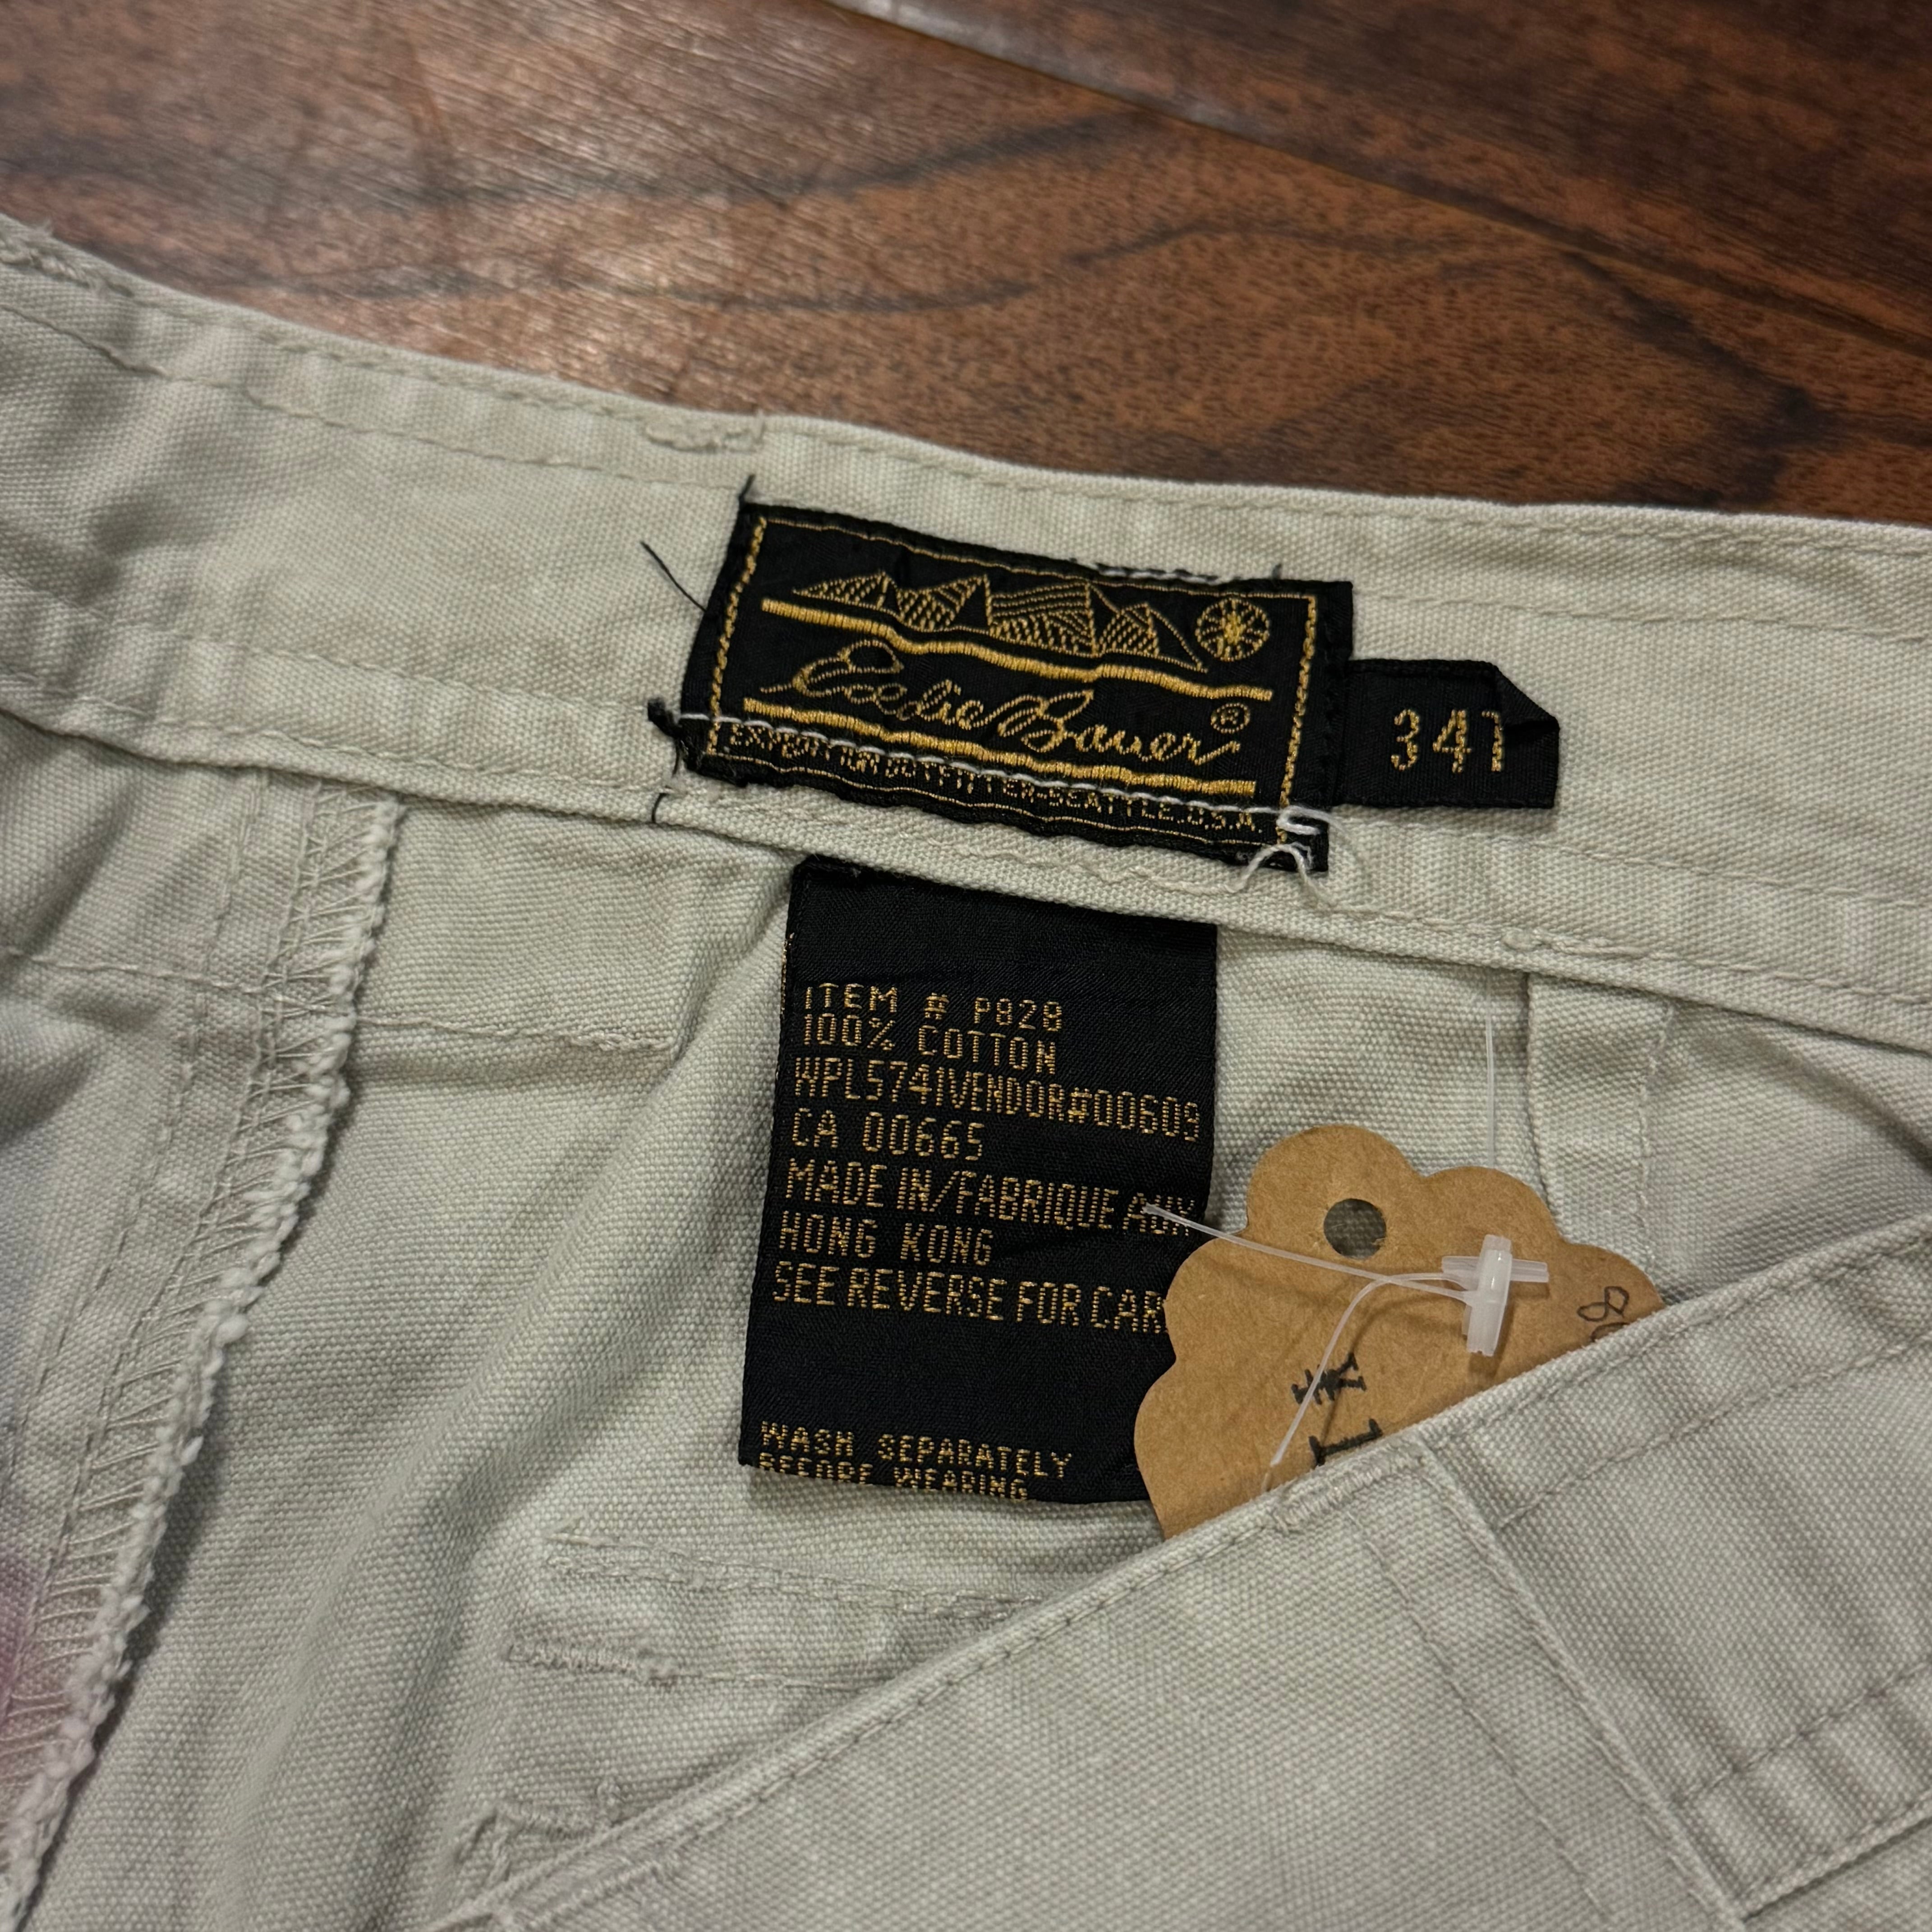 Eddie Bauer®
EXPEDITION OUTFITTER-SEATTLE.U.S.A.
34T
ITEM # P828
100% COTTON
WPL5741VENDOR#00609
CA 00665
MADE IN/FABRIQUE AUX
HONG KONG
SEE REVERSE FOR CAR
WASH SEPARATELY
BEFORE WEARING